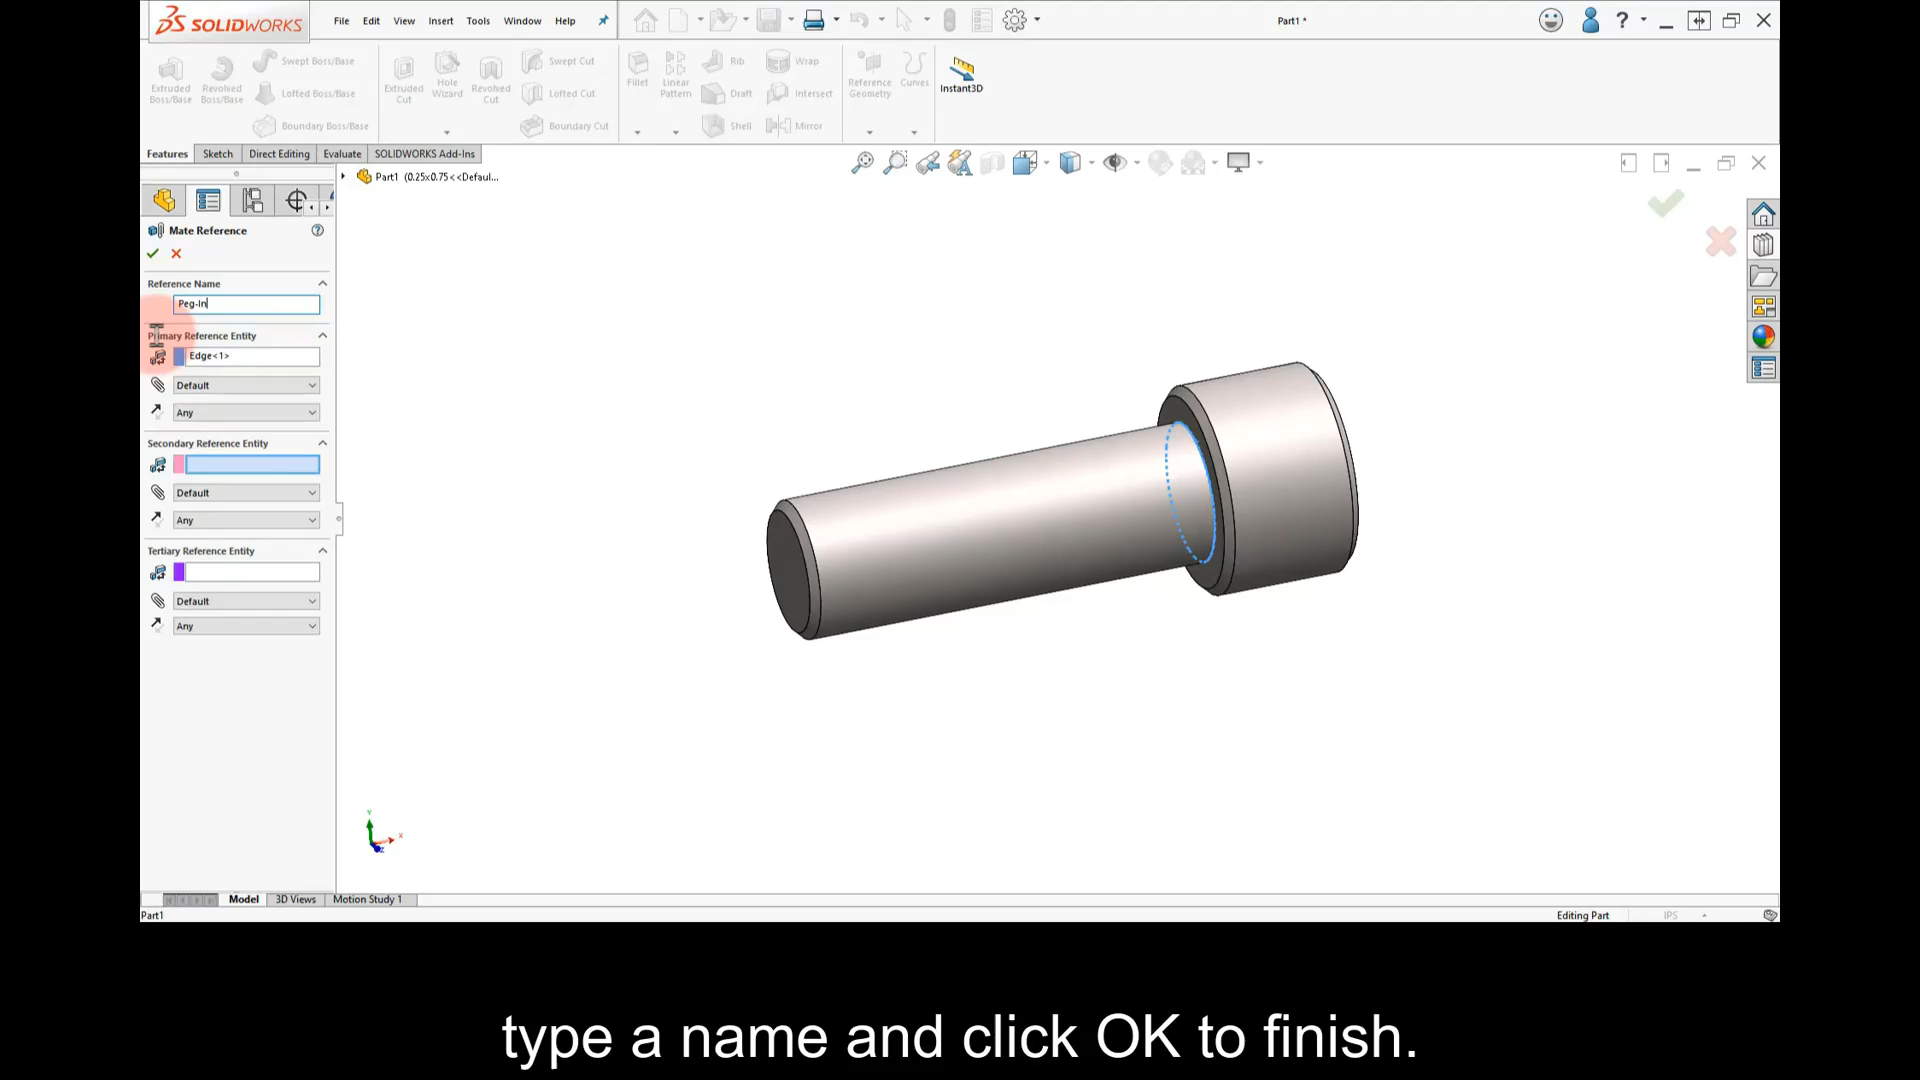 SOLIDWORKS
File Edit View Insert Tools Window Help
Part1 *
?
Extruded Boss/Base
Revolved Boss/Base
Swept Boss/Base
Lofted Boss/Base
Boundary Boss/Base
Extruded Cut
Hole Wizard
Revolved Cut
Swept Cut
Lofted Cut
Boundary Cut
Fillet
Linear Pattern
Rib
Draft
Shell
Wrap
Intersect
Mirror
Reference Geometry
Curves
Instant3D
Features Sketch Direct Editing Evaluate SOLIDWORKS Add-Ins
Part1 (0.25x0.75<<Defaul...
Mate Reference
?
Reference Name
Peg-In
Primary Reference Entity
Edge<1>
Default
Any
Secondary Reference Entity
Default
Any
Tertiary Reference Entity
Default
Any
Y
X
Z
Model 3D Views Motion Study 1
Part1
Editing Part
IPS
type a name and click OK to finish.